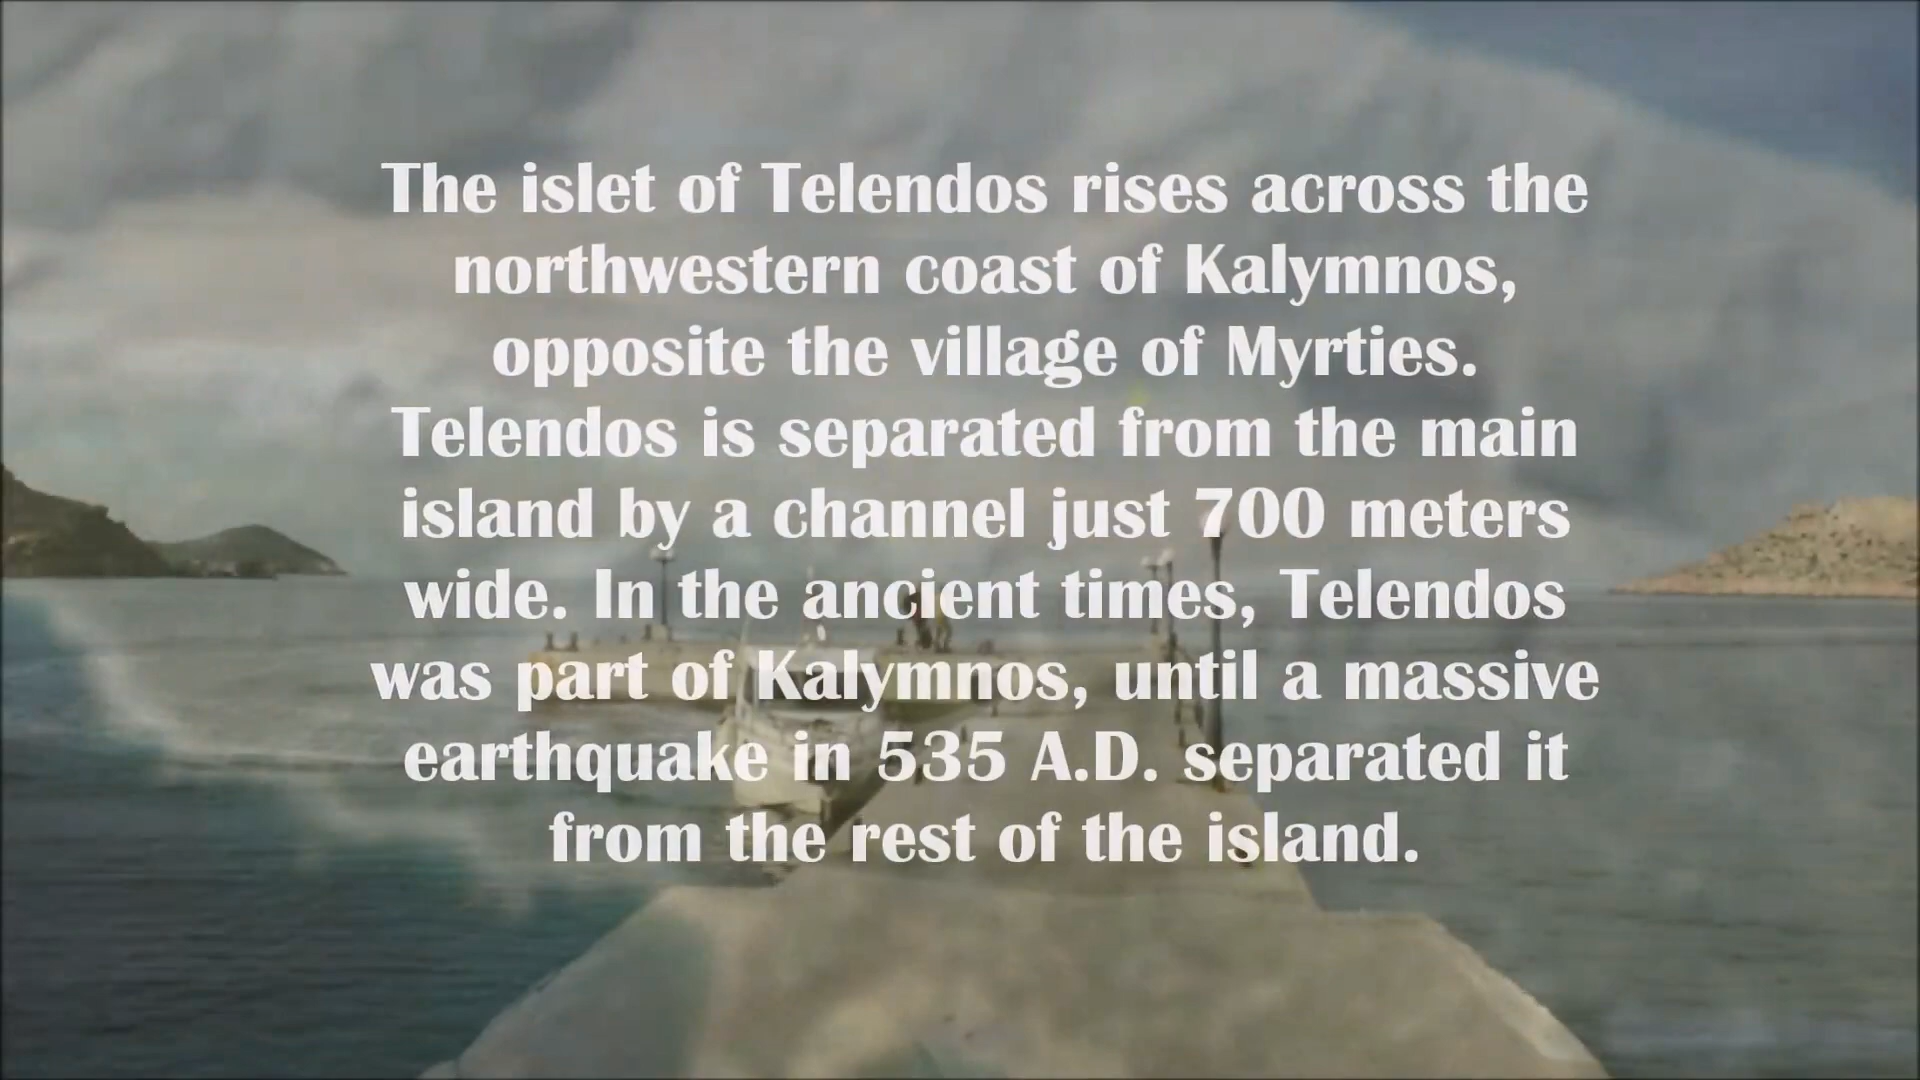 The islet of Telendos rises across the
northwestern coast of Kalymnos,
opposite the village of Myrties.
Telendos is separated from the main
island by a channel just 700 meters
wide. In the ancient times, Telendos
was part of Kalymnos, until a massive
earthquake in 535 A.D. separated it
from the rest of the island.